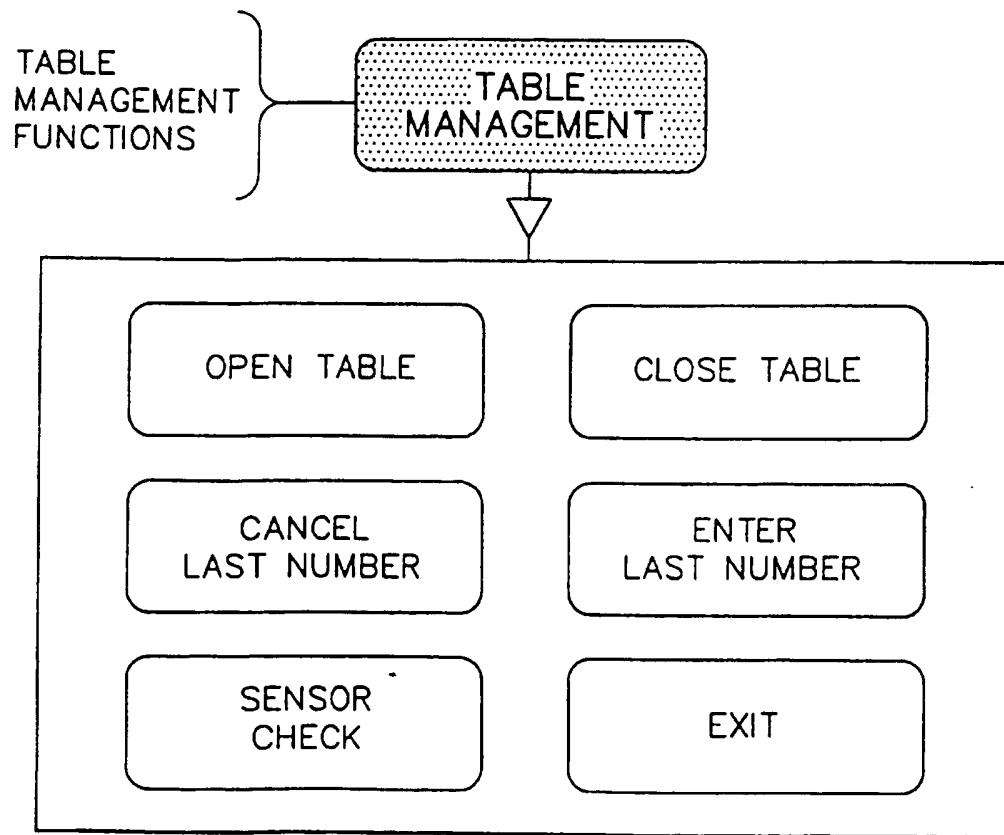 TABLE
MANAGEMENT
FUNCTIONS
TABLE
MANAGEMENT
OPEN TABLE
CLOSE TABLE
CANCEL
LAST NUMBER
ENTER
LAST NUMBER
SENSOR
CHECK
EXIT